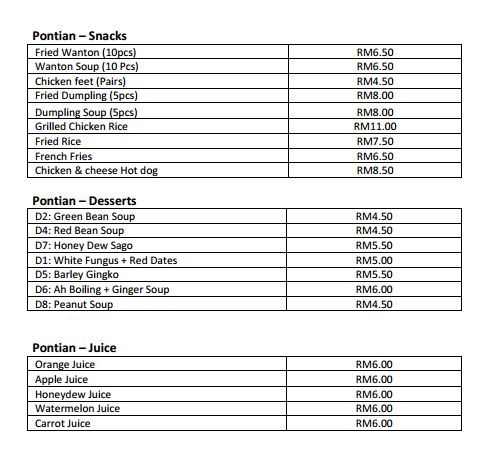 Pontian – Snacks
Fried Wanton (10pcs) RM6.50
Wanton Soup (10 Pcs) RM6.50
Chicken feet (Pairs) RM4.50
Fried Dumpling (5pcs) RM8.00
Dumpling Soup (5pcs) RM8.00
Grilled Chicken Rice RM11.00
Fried Rice RM7.50
French Fries RM6.50
Chicken & cheese Hot dog RM8.50
Pontian – Desserts
D2: Green Bean Soup RM4.50
D4: Red Bean Soup RM4.50
D7: Honey Dew Sago RM5.50
D1: White Fungus + Red Dates RM5.00
D5: Barley Gingko RM5.50
D6: Ah Boiling + Ginger Soup RM6.00
D8: Peanut Soup RM4.50
Pontian – Juice
Orange Juice RM6.00
Apple Juice RM6.00
Honeydew Juice RM6.00
Watermelon Juice RM6.00
Carrot Juice RM6.00